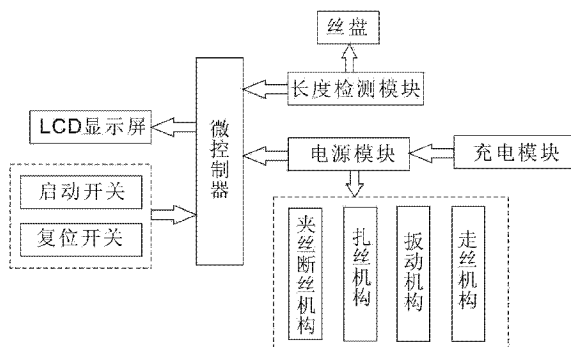 丝盘
长度检测模块
LCD显示屏
微控制器
电源模块
充电模块
启动开关
复位开关
夹丝断丝机构
扎丝机构
扳动机构
走丝机构